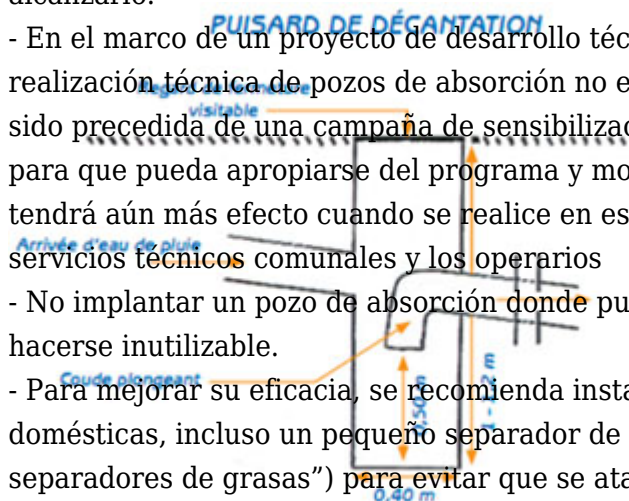 alcanzarlo.
PUISARD DE DÉCANTATION
- En el marco de un proyecto de desarrollo téc
Regard de fermeture
realización técnica de pozos de absorción no e
visitable
sido precedida de una campaña de sensibilizac
para que pueda apropiarse del programa y mo
tendrá aún más efecto cuando se realice en es
Arrivée d'eau de pluie
servicios técnicos comunales y los operarios
- No implantar un pozo de absorción donde pu
hacerse inutilizable.
Coude plongeant
- Para mejorar su eficacia, se recomienda insta
0,50 m
1 - 1,2 m
domésticas, incluso un pequeño separador de
separadores de grasas”) para evitar que se ata
0,40 m